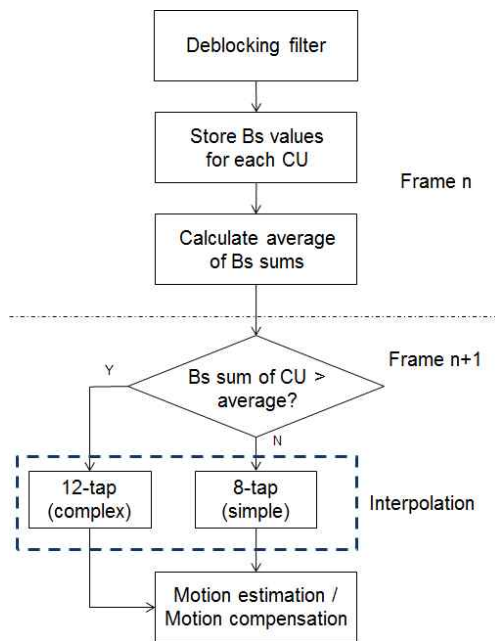 Deblocking filter
Store Bs values
for each CU
Frame n
Calculate average
of Bs sums
Frame n+1
Y
Bs sum of CU >
average?
N
12-tap
(complex)
8-tap
(simple)
Interpolation
Motion estimation /
Motion compensation